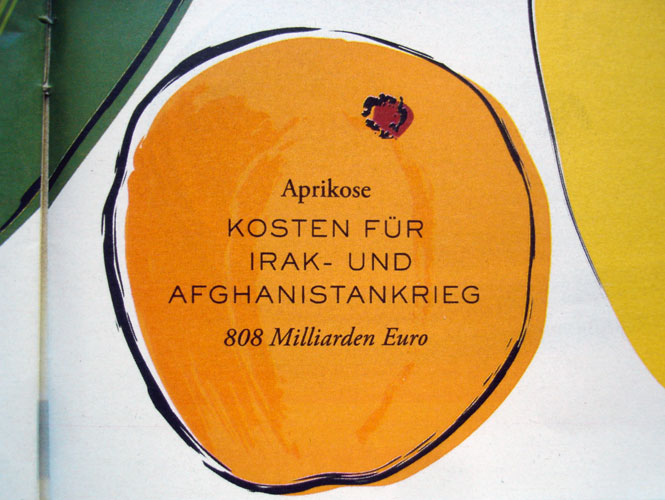 Aprikose
KOSTEN FÜR
IRAK- UND
AFGHANISTANKRIEG
808 Milliarden Euro